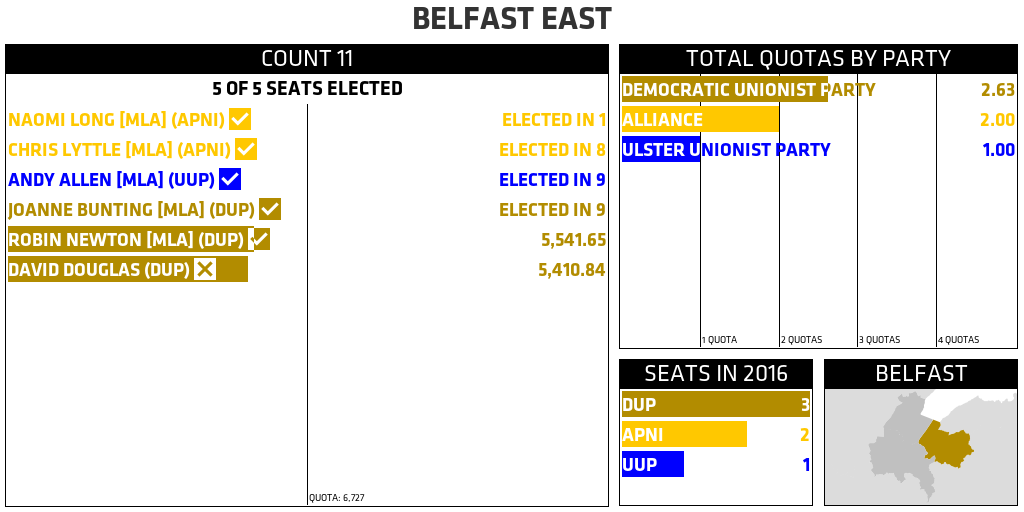 BELFAST EAST
COUNT 11
5 OF 5 SEATS ELECTED
NAOMI LONG [MLA] (APNI) ELECTED IN 1
CHRIS LYTTLE [MLA] (APNI) ELECTED IN 8
ANDY ALLEN [MLA] (UUP) ELECTED IN 9
JOANNE BUNTING [MLA] (DUP) ELECTED IN 9
ROBIN NEWTON [MLA] (DUP) 5,541.65
DAVID DOUGLAS (DUP) 5,410.84
QUOTA: 6,727
TOTAL QUOTAS BY PARTY
DEMOCRATIC UNIONIST PARTY 2.63
ALLIANCE 2.00
ULSTER UNIONIST PARTY 1.00
1 QUOTA 2 QUOTAS 3 QUOTAS 4 QUOTAS
SEATS IN 2016
DUP 3
APNI 2
UUP 1
BELFAST